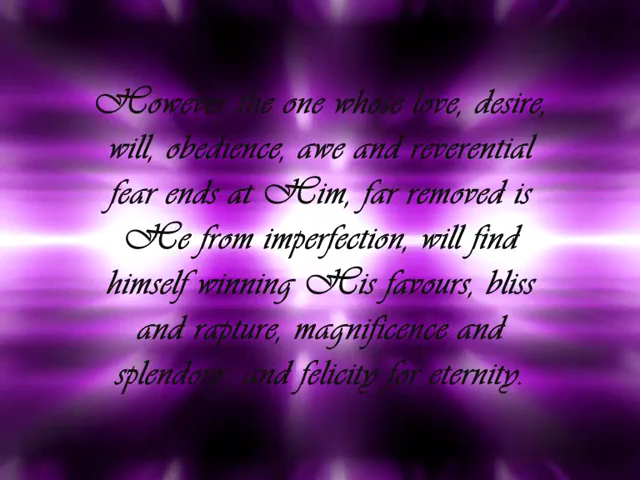 However the one whose love, desire,
will, obedience, awe and reverential
fear ends at Him, far removed is
He from imperfection, will find
himself winning His favours, bliss
and rapture, magnificence and
splendour, and felicity for eternity.